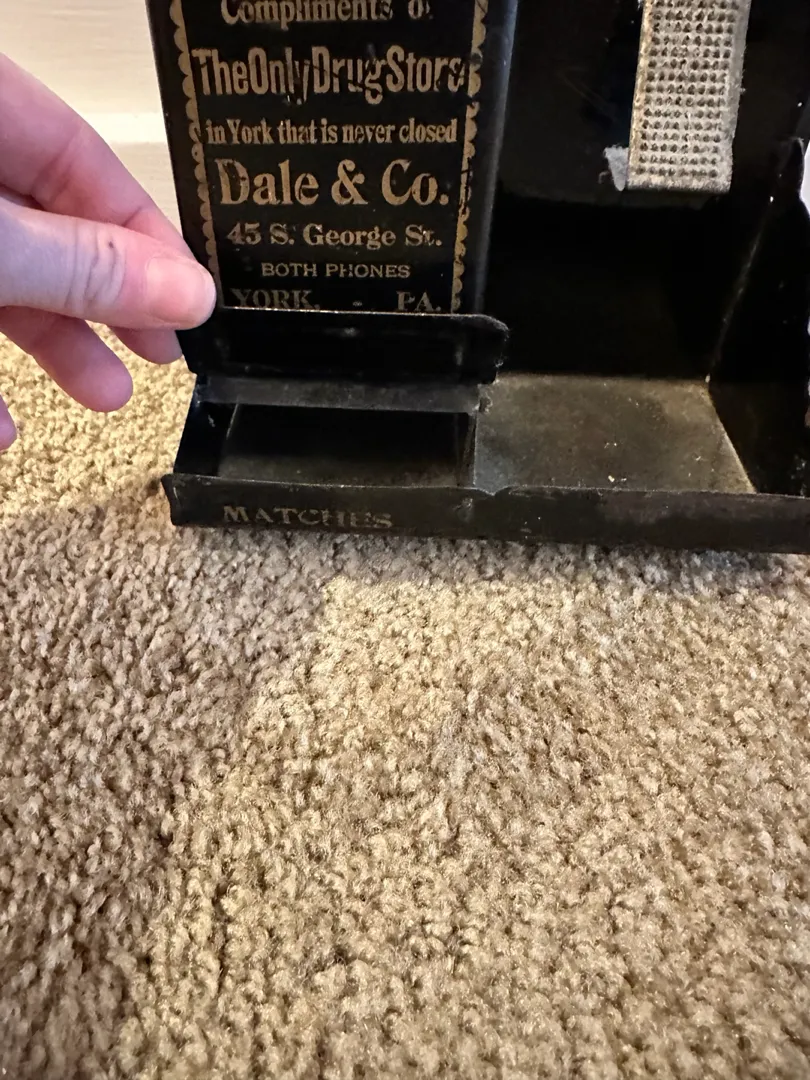 Compliments of
The Only Drug Store
in York that is never closed
Dale & Co.
45 S. George St.
BOTH PHONES
YORK, - PA.
MATCHES